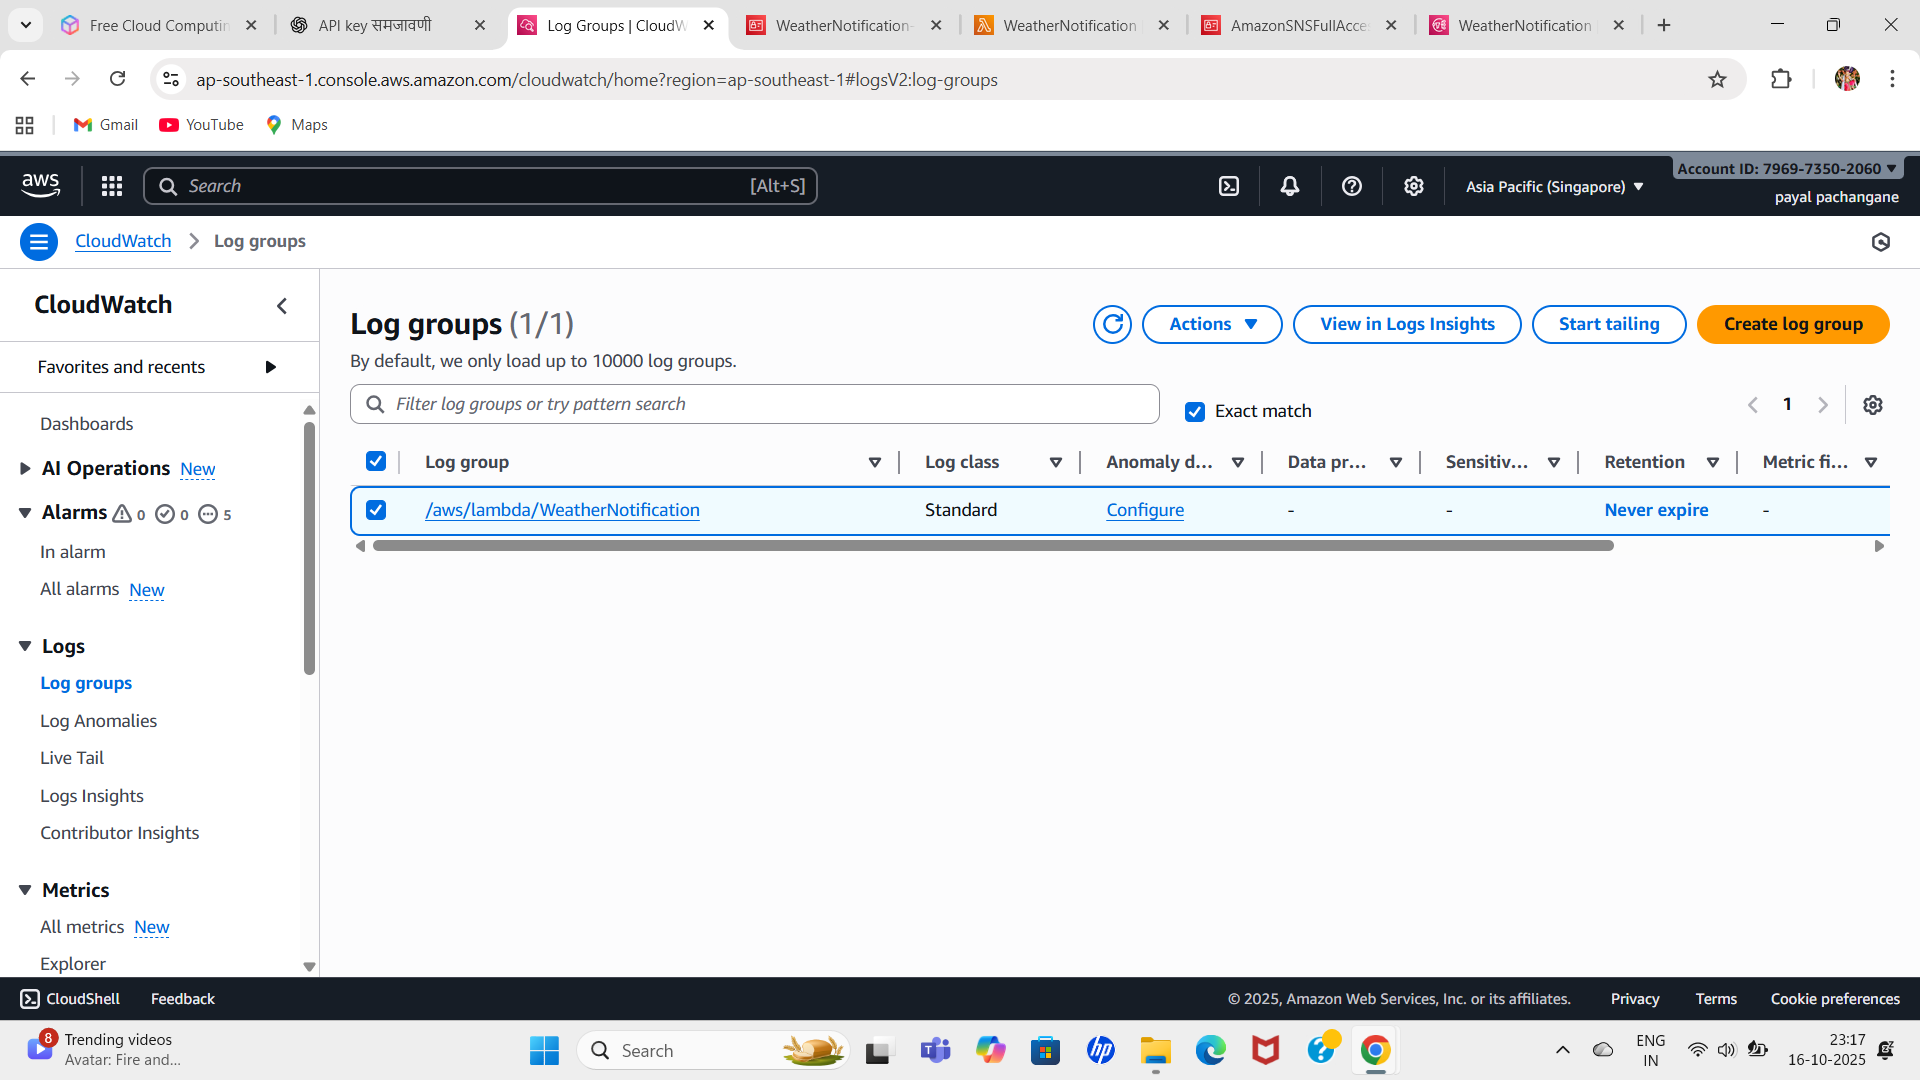 Free Cloud Computin
API key समजावणी
Log Groups | CloudW
WeatherNotification-
WeatherNotification
AmazonSNSFullAcce
WeatherNotification
ap-southeast-1.console.aws.amazon.com/cloudwatch/home?region=ap-southeast-1#logsV2:log-groups
Gmail
YouTube
Maps
aws
Search
[Alt+S]
Asia Pacific (Singapore)
Account ID: 7969-7350-2060
payal pachangane
CloudWatch
Log groups
CloudWatch
Favorites and recents
Dashboards
AI Operations New
Alarms 0 0 5
In alarm
All alarms New
Logs
Log groups
Log Anomalies
Live Tail
Logs Insights
Contributor Insights
Metrics
All metrics New
Explorer
Log groups (1/1)
By default, we only load up to 10000 log groups.
Actions
View in Logs Insights
Start tailing
Create log group
Filter log groups or try pattern search
Exact match
1
Log group
Log class
Anomaly d...
Data pr...
Sensitiv...
Retention
Metric fi...
/aws/lambda/WeatherNotification
Standard
Configure
-
-
Never expire
-
CloudShell
Feedback
© 2025, Amazon Web Services, Inc. or its affiliates.
Privacy
Terms
Cookie preferences
8
Trending videos
Avatar: Fire and...
Search
hp
ENG
IN
23:17
16-10-2025